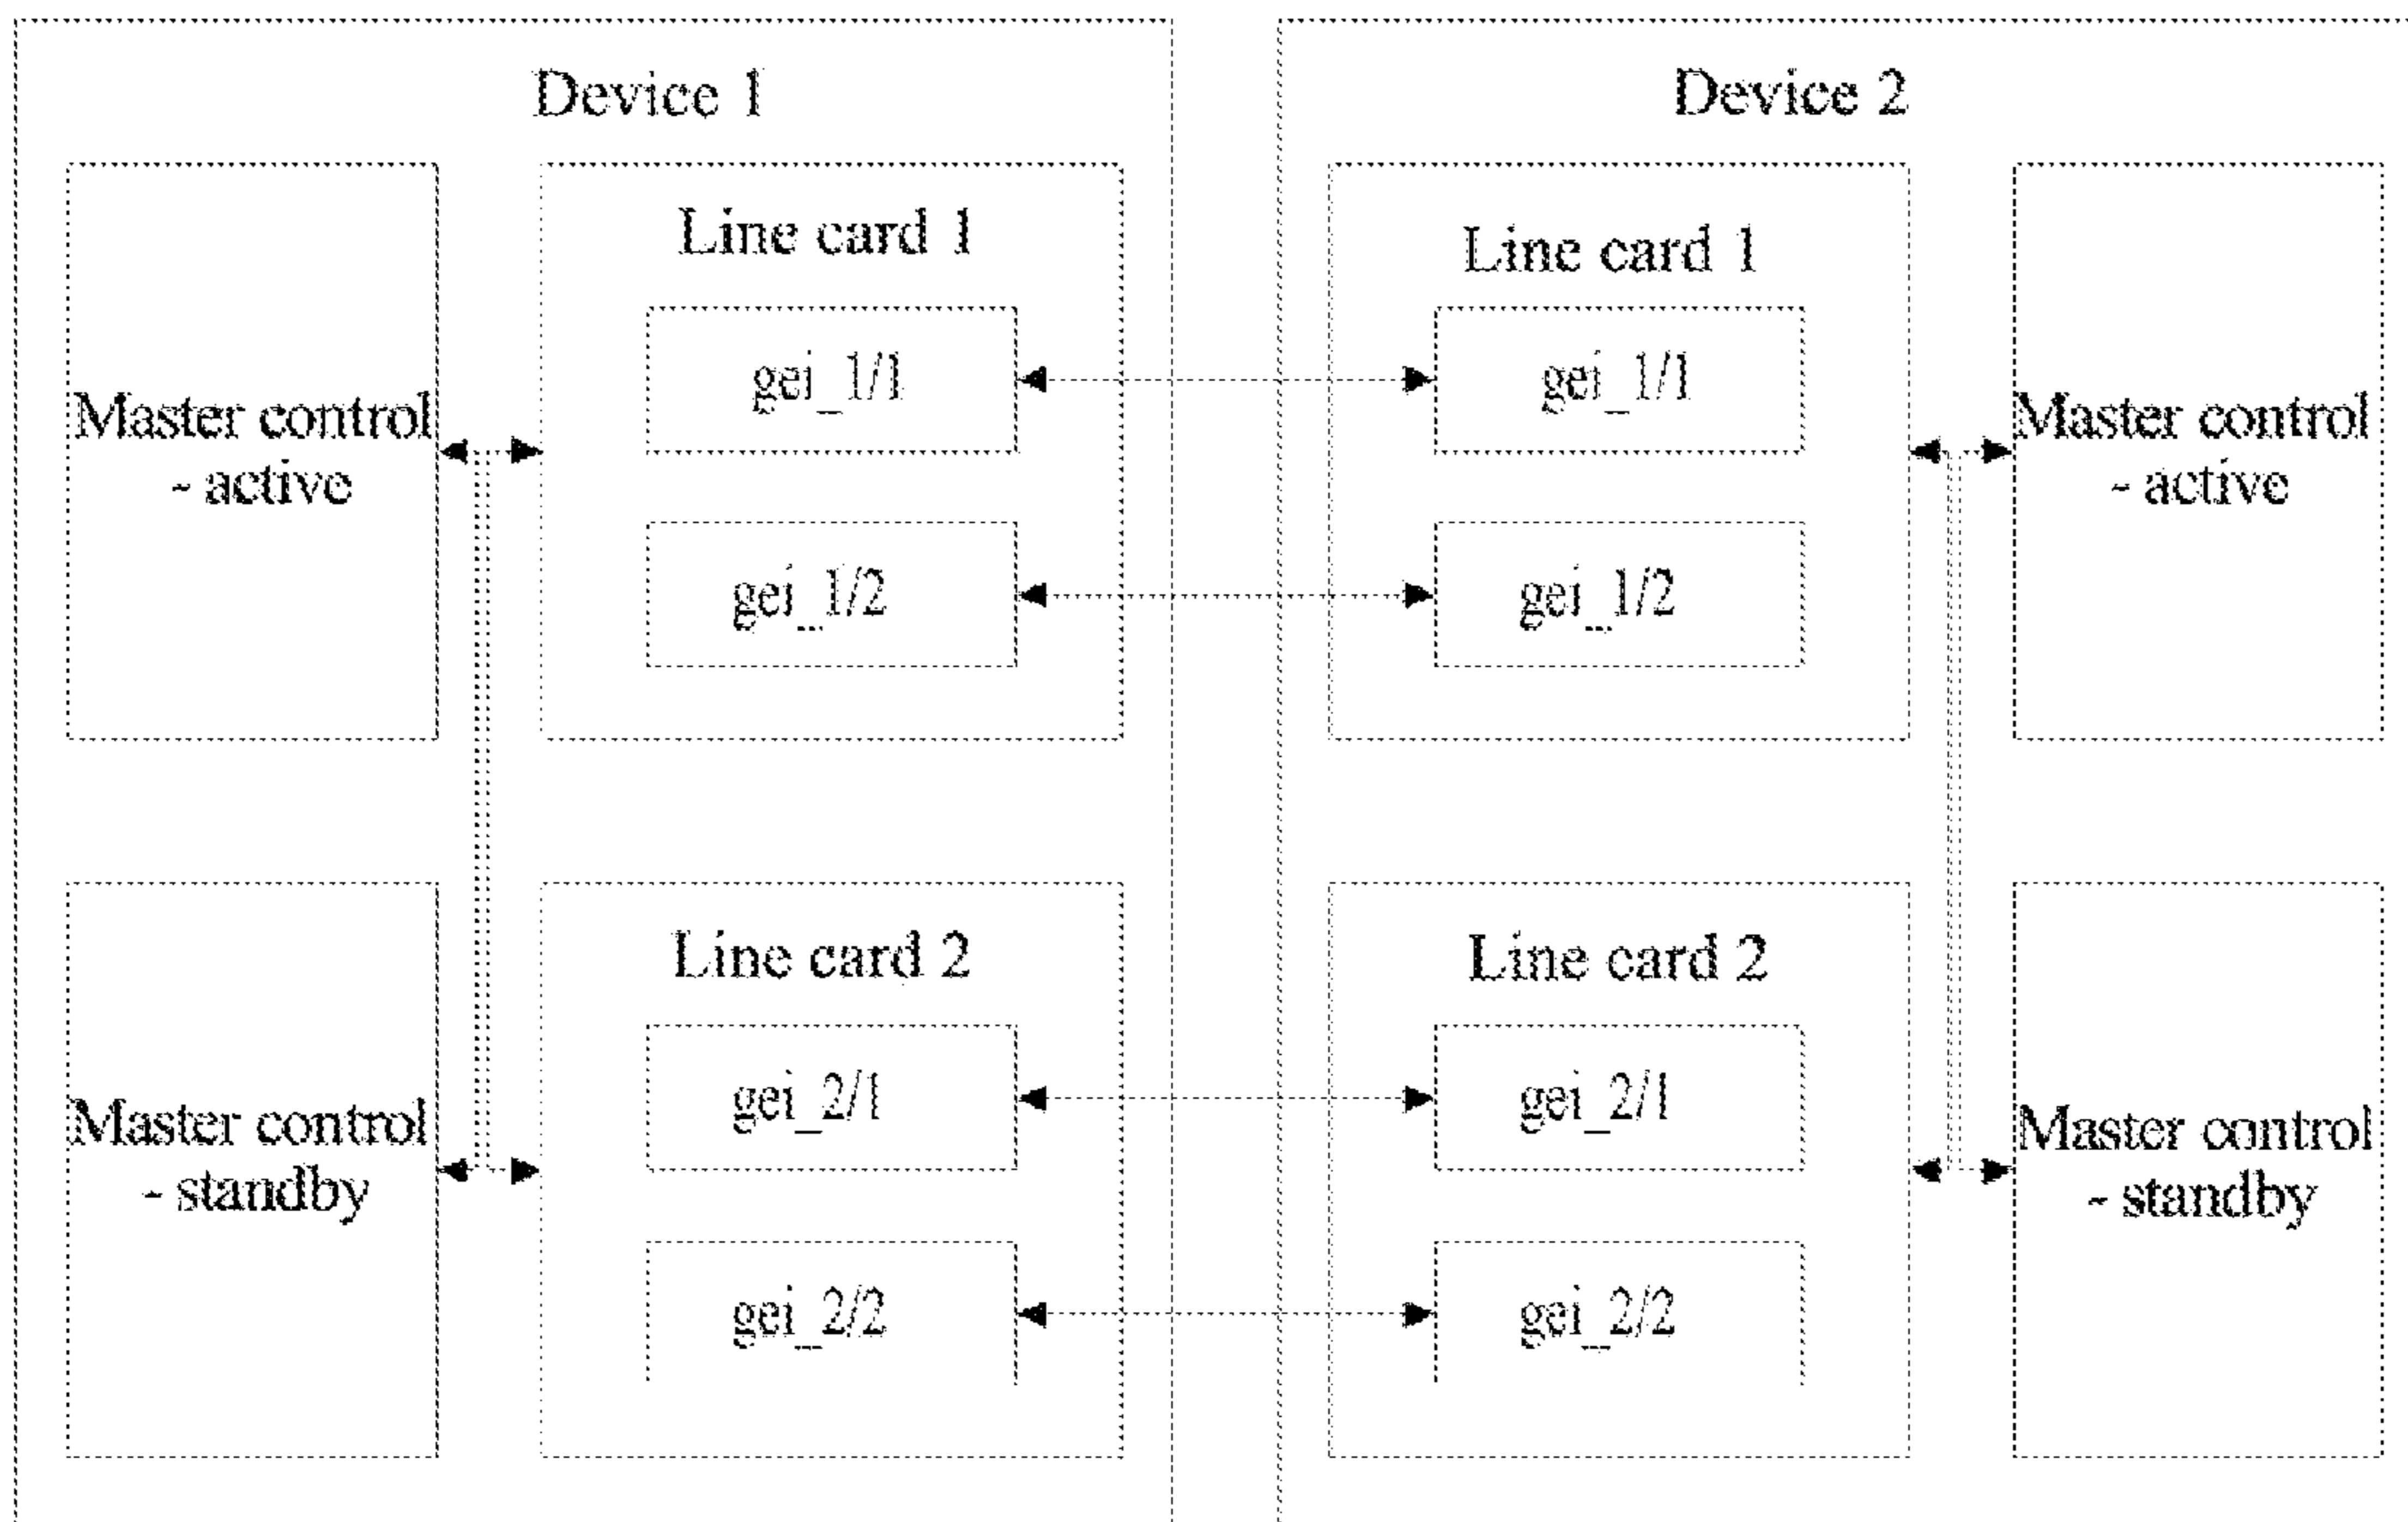 Device 1
Master control
- active
Line card 1
gei_1/1
gei_1/2
Master control
- standby
Line card 2
gei_2/1
gei_2/2
Device 2
Line card 1
gei_1/1
gei_1/2
Master control
- active
Line card 2
gei_2/1
gei_2/2
Master control
- standby